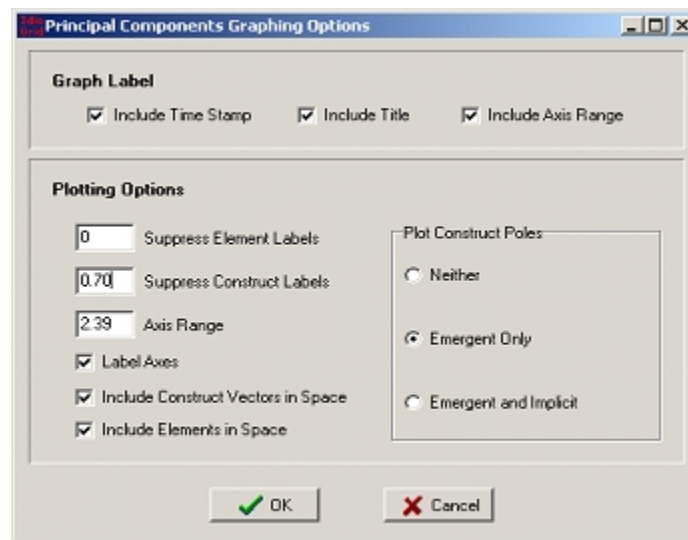 Principal Components Graphing Options
Graph Label
Include Time Stamp Include Title Include Axis Range
Plotting Options
0 Suppress Element Labels
0.70 Suppress Construct Labels
2.39 Axis Range
Label Axes
Include Construct Vectors in Space
Include Elements in Space
Plot Construct Poles
Neither
Emergent Only
Emergent and Implicit
OK Cancel